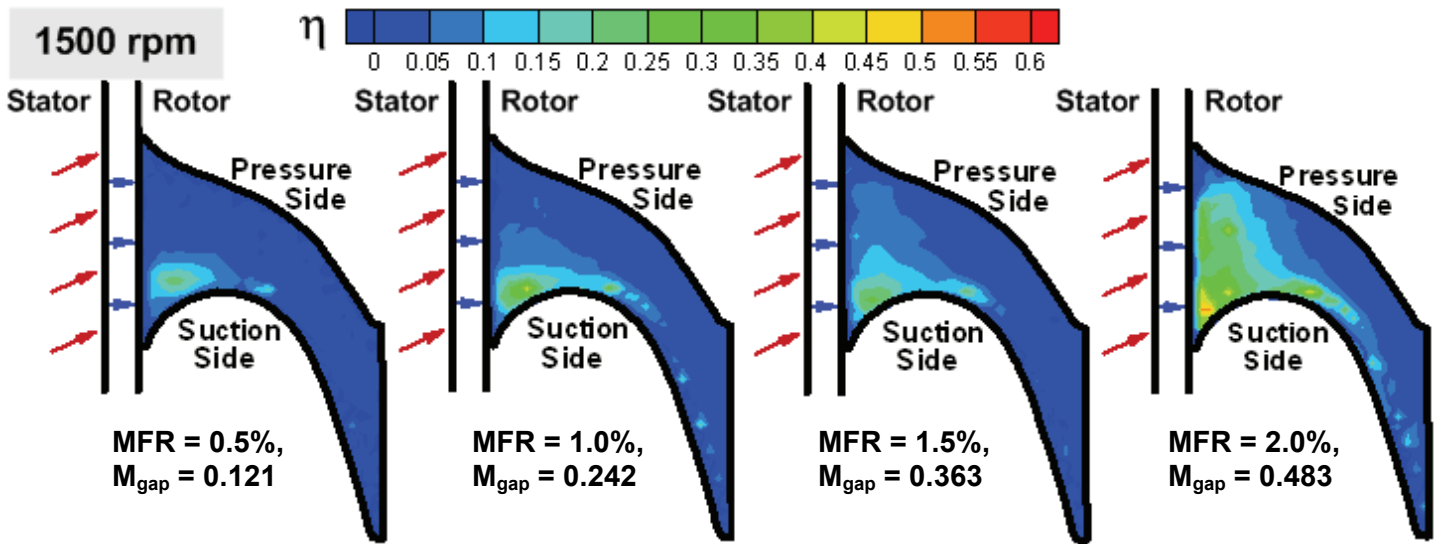 1500 rpm
η
0 0.05 0.1 0.15 0.2 0.25 0.3 0.35 0.4 0.45 0.5 0.55 0.6
Stator Rotor
Pressure
Side
Suction
Side
MFR = 0.5%,
Mgap = 0.121
Stator Rotor
Pressure
Side
Suction
Side
MFR = 1.0%,
Mgap = 0.242
Stator Rotor
Pressure
Side
Suction
Side
MFR = 1.5%,
Mgap = 0.363
Stator Rotor
Pressure
Side
Suction
Side
MFR = 2.0%,
Mgap = 0.483